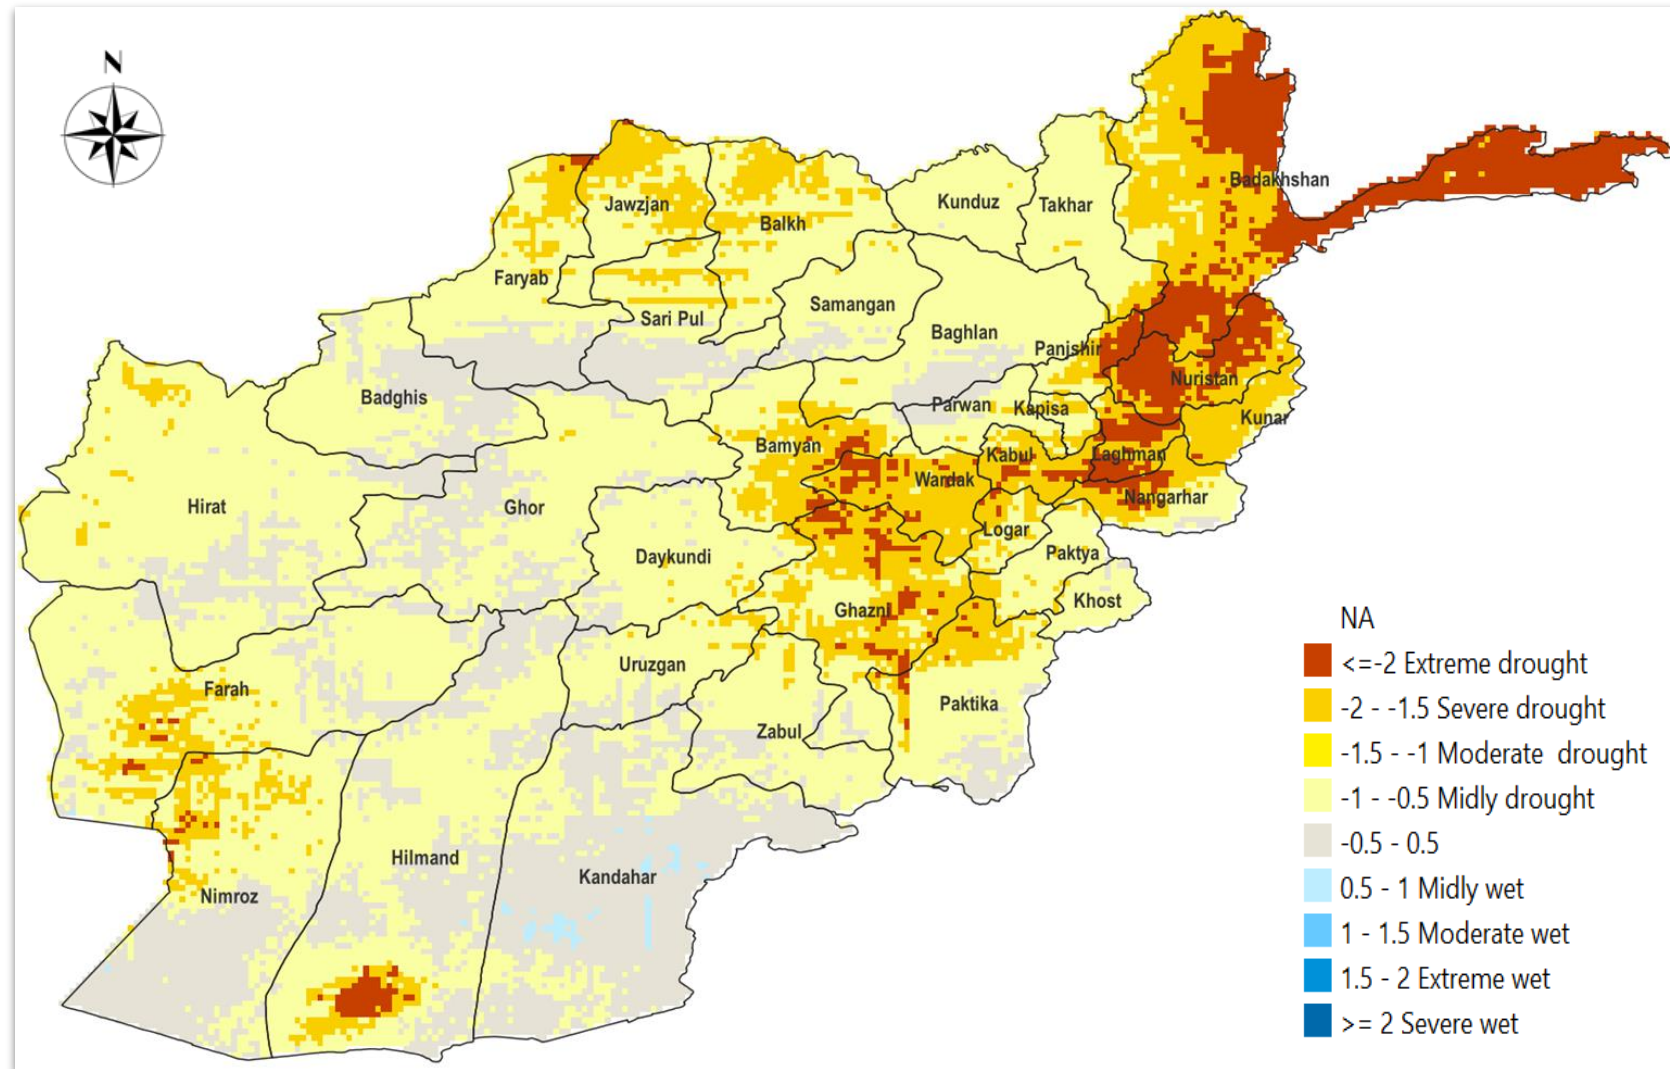 N
Badakhshan
Jawzjan
Kunduz
Takhar
Balkh
Faryab
Samangan
Sari Pul
Baghlan
Panjshir
Nuristan
Badghis
Parwan
Kapisa
Kunar
Bamyan
Kabul
Laghman
Wardak
Nangarhar
Hirat
Ghor
Logar
Daykundi
Paktya
Khost
Ghazni
Uruzgan
Farah
Paktika
Zabul
Hilmand
Kandahar
Nimroz
NA
<=-2 Extreme drought
-2 - -1.5 Severe drought
-1.5 - -1 Moderate  drought
-1 - -0.5 Midly drought
-0.5 - 0.5
0.5 - 1 Midly wet
1 - 1.5 Moderate wet
1.5 - 2 Extreme wet
>= 2 Severe wet